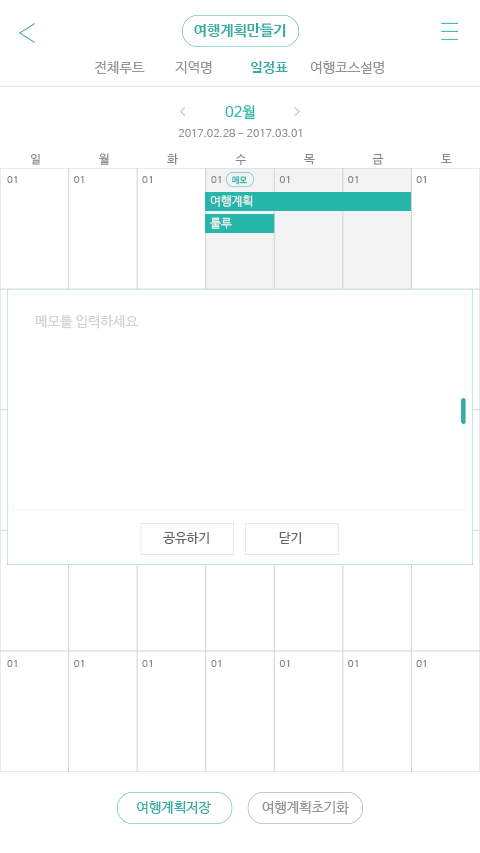 여행계획만들기
전체루트 지역명 일정표 여행코스설명
02월
2017.02.28 – 2017.03.01
일 월 화 수 목 금 토
01 01 01 01 메모 01 01 01
여행계획
룰루
메모를 입력하세요
공유하기 닫기
01 01 01 01 01 01 01
여행계획저장 여행계획초기화